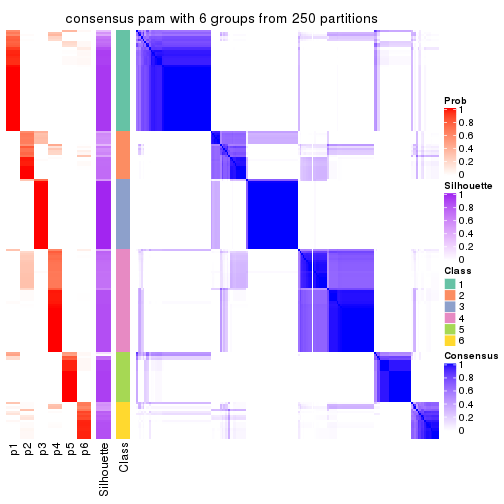 consensus pam with 6 groups from 250 partitions
Prob
1
0.8
0.6
0.4
0.2
0
Silhouette
1
0.8
0.6
0.4
0.2
0
Class
1
2
3
4
5
6
Consensus
1
0.8
0.6
0.4
0.2
0
p1
p2
p3
p4
p5
p6
Silhouette
Class